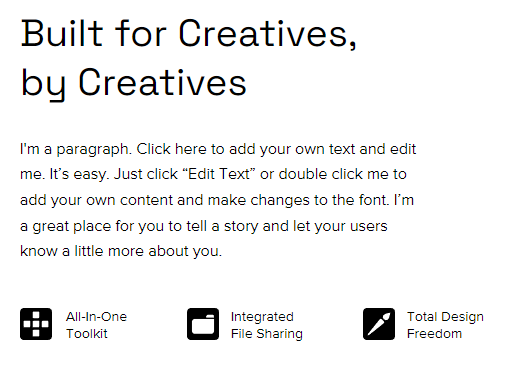 Built for Creatives,
by Creatives
I'm a paragraph. Click here to add your own text and edit
me. It’s easy. Just click “Edit Text” or double click me to
add your own content and make changes to the font. I’m
a great place for you to tell a story and let your users
know a little more about you.
All-In-One
Toolkit
Integrated
File Sharing
Total Design
Freedom